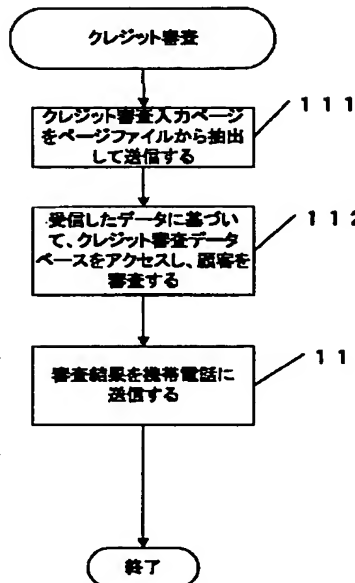 クレジット審査
クレジット審査入力ページ
をページファイルから抽出
して送信する
111
受信したデータに基づい
て、クレジット審査データ
ベースをアクセスし、顧客を
審査する
112
審査結果を携帯電話に
送信する
11
終了